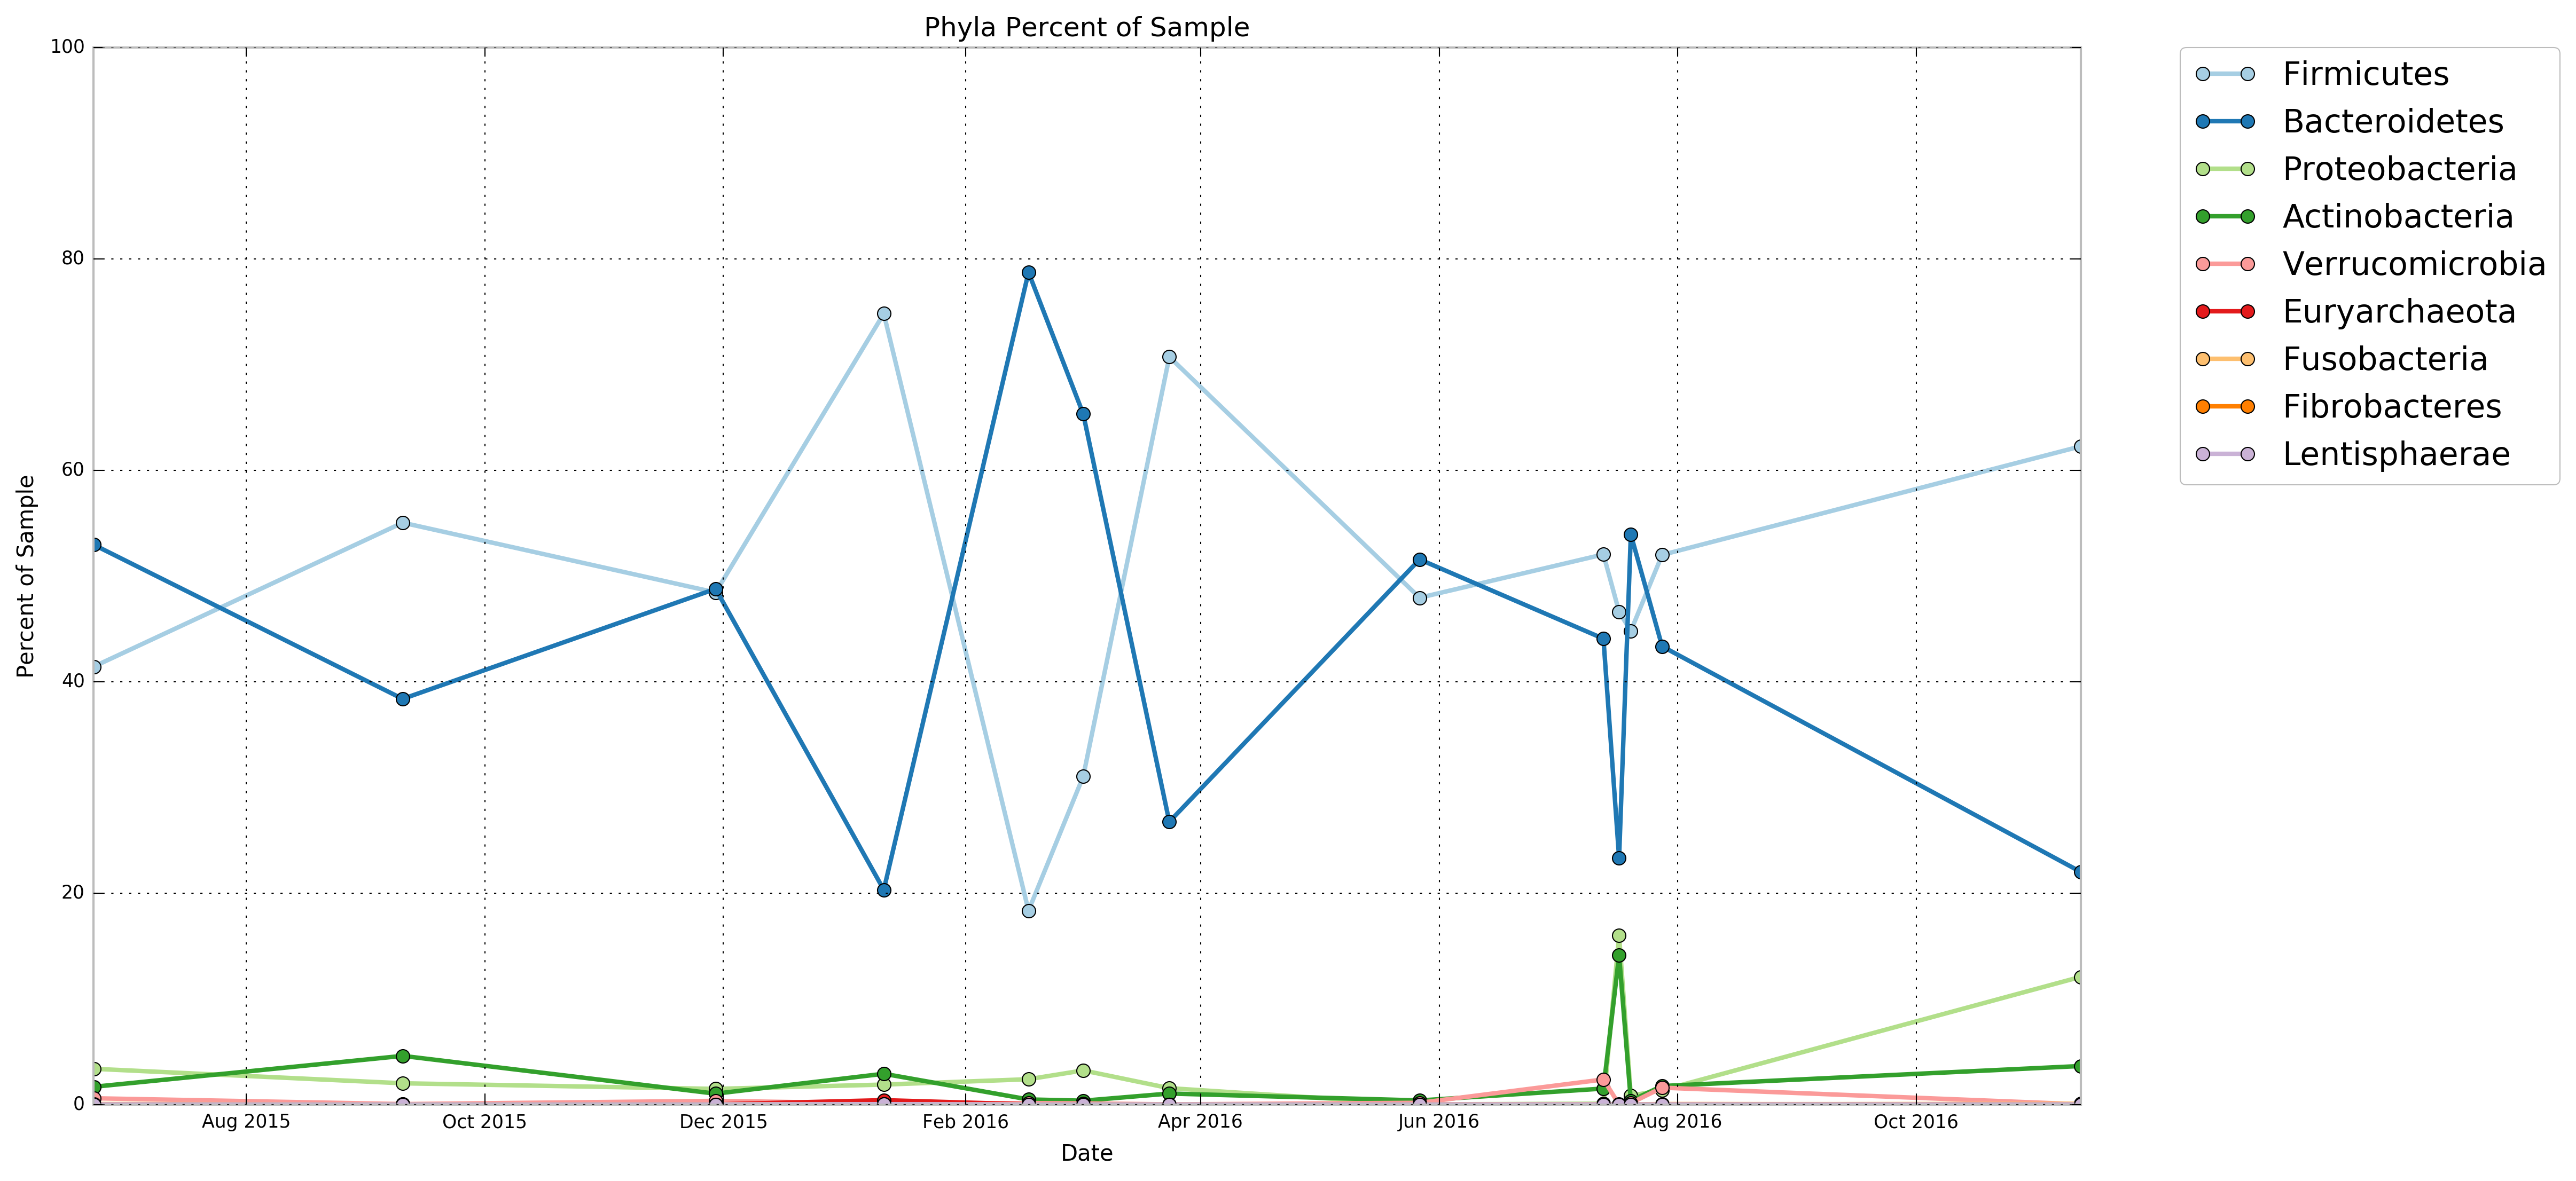 Phyla Percent of Sample
100
80
60
40
20
0
Percent of Sample
Aug 2015
Oct 2015
Dec 2015
Feb 2016
Apr 2016
Jun 2016
Aug 2016
Oct 2016
Date
Firmicutes
Bacteroidetes
Proteobacteria
Actinobacteria
Verrucomicrobia
Euryarchaeota
Fusobacteria
Fibrobacteres
Lentisphaerae